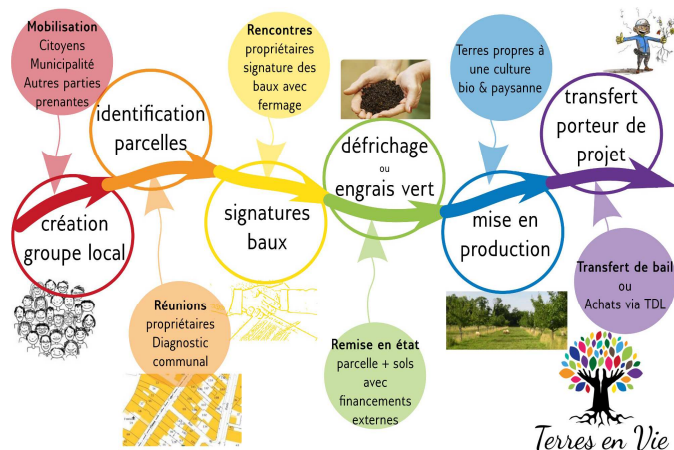 Mobilisation
Citoyens
Municipalité
Autres parties
prenantes
création
groupe local
identification
parcelles
Réunions
propriétaires
Diagnostic
communal
Rencontres
propriétaires
signature des
baux avec
fermage
signatures
baux
défrichage
ou
engrais vert
Remise en état
parcelle + sols
avec
financements
externes
Terres propres à
une culture
bio & paysanne
mise en
production
transfert
porteur de
projet
Transfert de bail
ou
Achats via TDL
Terres en Vie